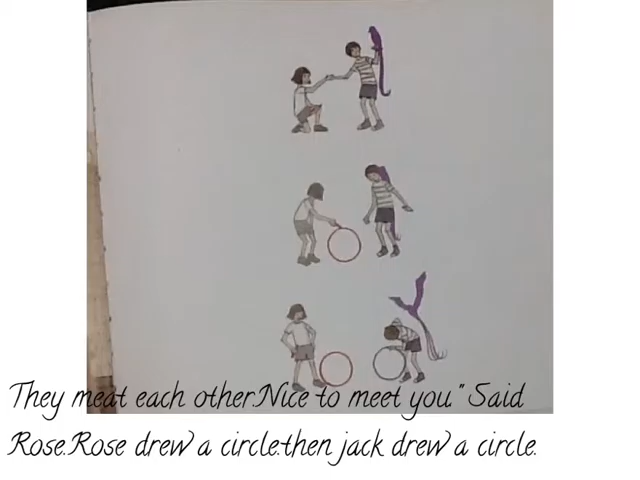 They meat each other.Nice to meet you." Said
Rose.Rose drew a circle.then jack drew a circle.